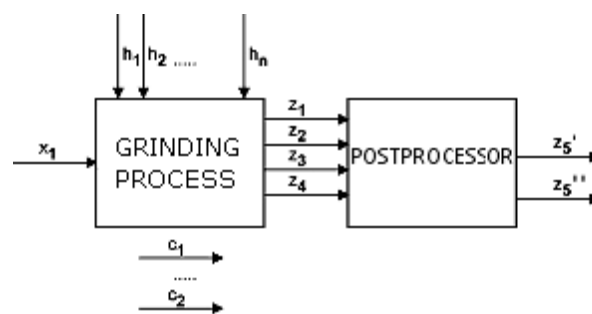 h1 h2 ..... hn
x1
GRINDING
PROCESS
z1
z2
z3
z4
POSTPROCESSOR
z5'
z5''
c1
.....
c2